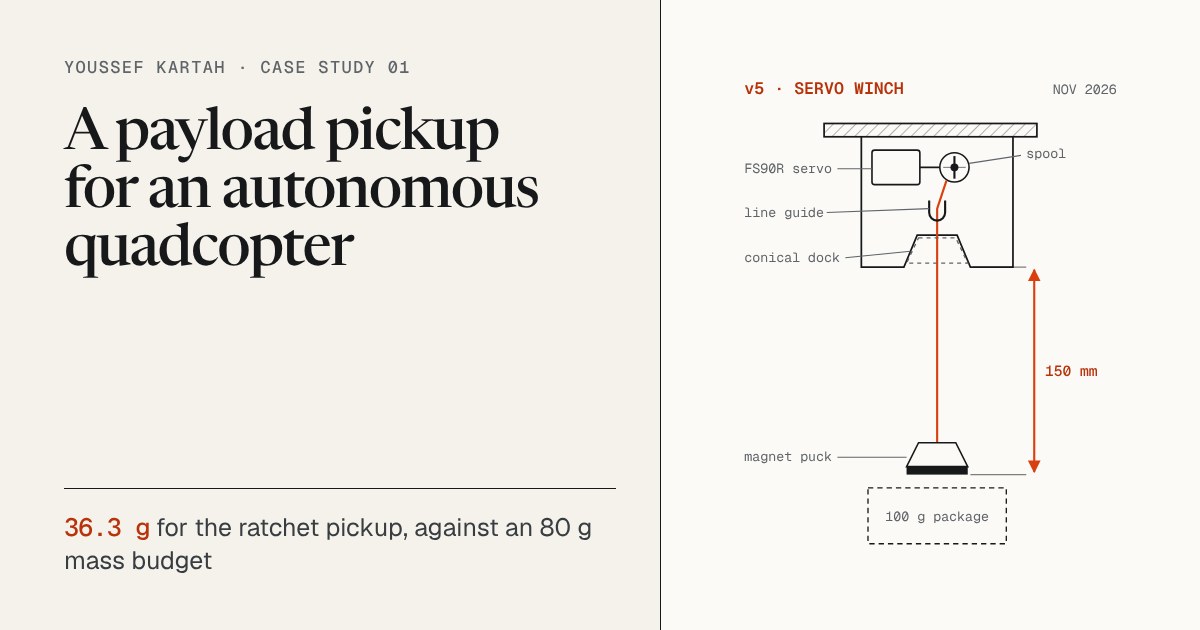 YOUSSEF KARTAH · CASE STUDY 01
A payload pickup
for an autonomous
quadcopter
36.3 g for the ratchet pickup, against an 80 g
mass budget
v5 · SERVO WINCH
NOV 2026
FS90R servo
spool
line guide
conical dock
150 mm
magnet puck
100 g package